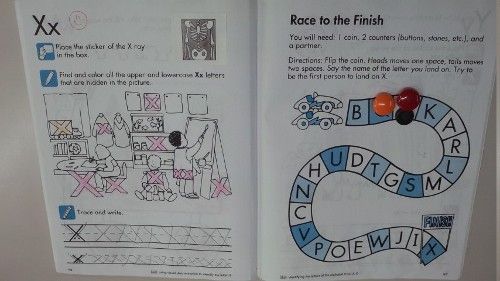 Xx
Place the sticker of the X ray
in the box.
Find and color all the upper and lowercase Xx letters
that are hidden in the picture.
Trace and write.
X
X
Race to the Finish
You will need: 1 coin, 2 counters (buttons, stones, etc.), and
a partner.
Directions: Flip the coin. Heads moves one space, tails moves
two spaces. Say the name of the letter you land on. Try to
be the first person to land on X.
B
K
A
R
L
M
S
G
T
D
U
H
N
C
V
P
O
E
W
J
I
X